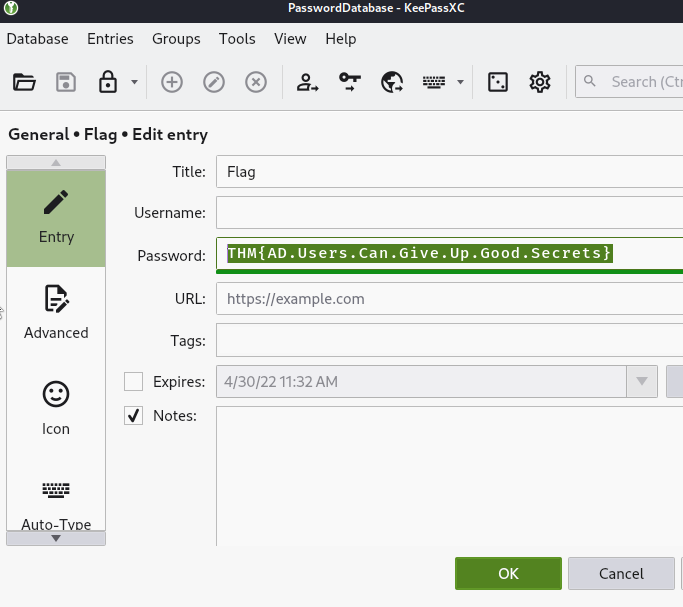 PasswordDatabase - KeePassXC
Database Entries Groups Tools View Help
Search (Ctr
General • Flag • Edit entry
Title: Flag
Username:
Password: THM{AD.Users.Can.Give.Up.Good.Secrets}
URL: https://example.com
Tags:
Expires: 4/30/22 11:32 AM
Notes:
Entry
Advanced
Icon
Auto-Type
OK Cancel